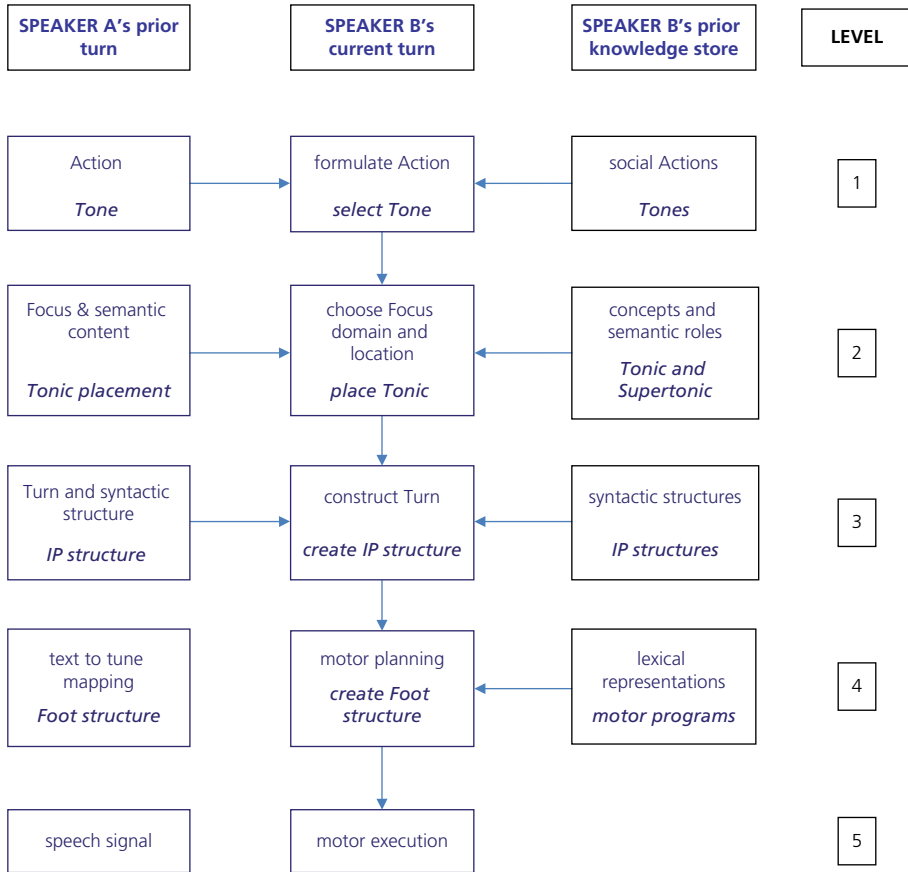 SPEAKER A's prior
turn
SPEAKER B's
current turn
SPEAKER B's prior
knowledge store
LEVEL
Action
Tone
formulate Action
select Tone
social Actions
Tones
1
Focus & semantic
content
Tonic placement
choose Focus
domain and
location
place Tonic
concepts and
semantic roles
Tonic and
Supertonic
2
Turn and syntactic
structure
IP structure
construct Turn
create IP structure
syntactic structures
IP structures
3
text to tune
mapping
Foot structure
motor planning
create Foot
structure
lexical
representations
motor programs
4
speech signal
motor execution
5